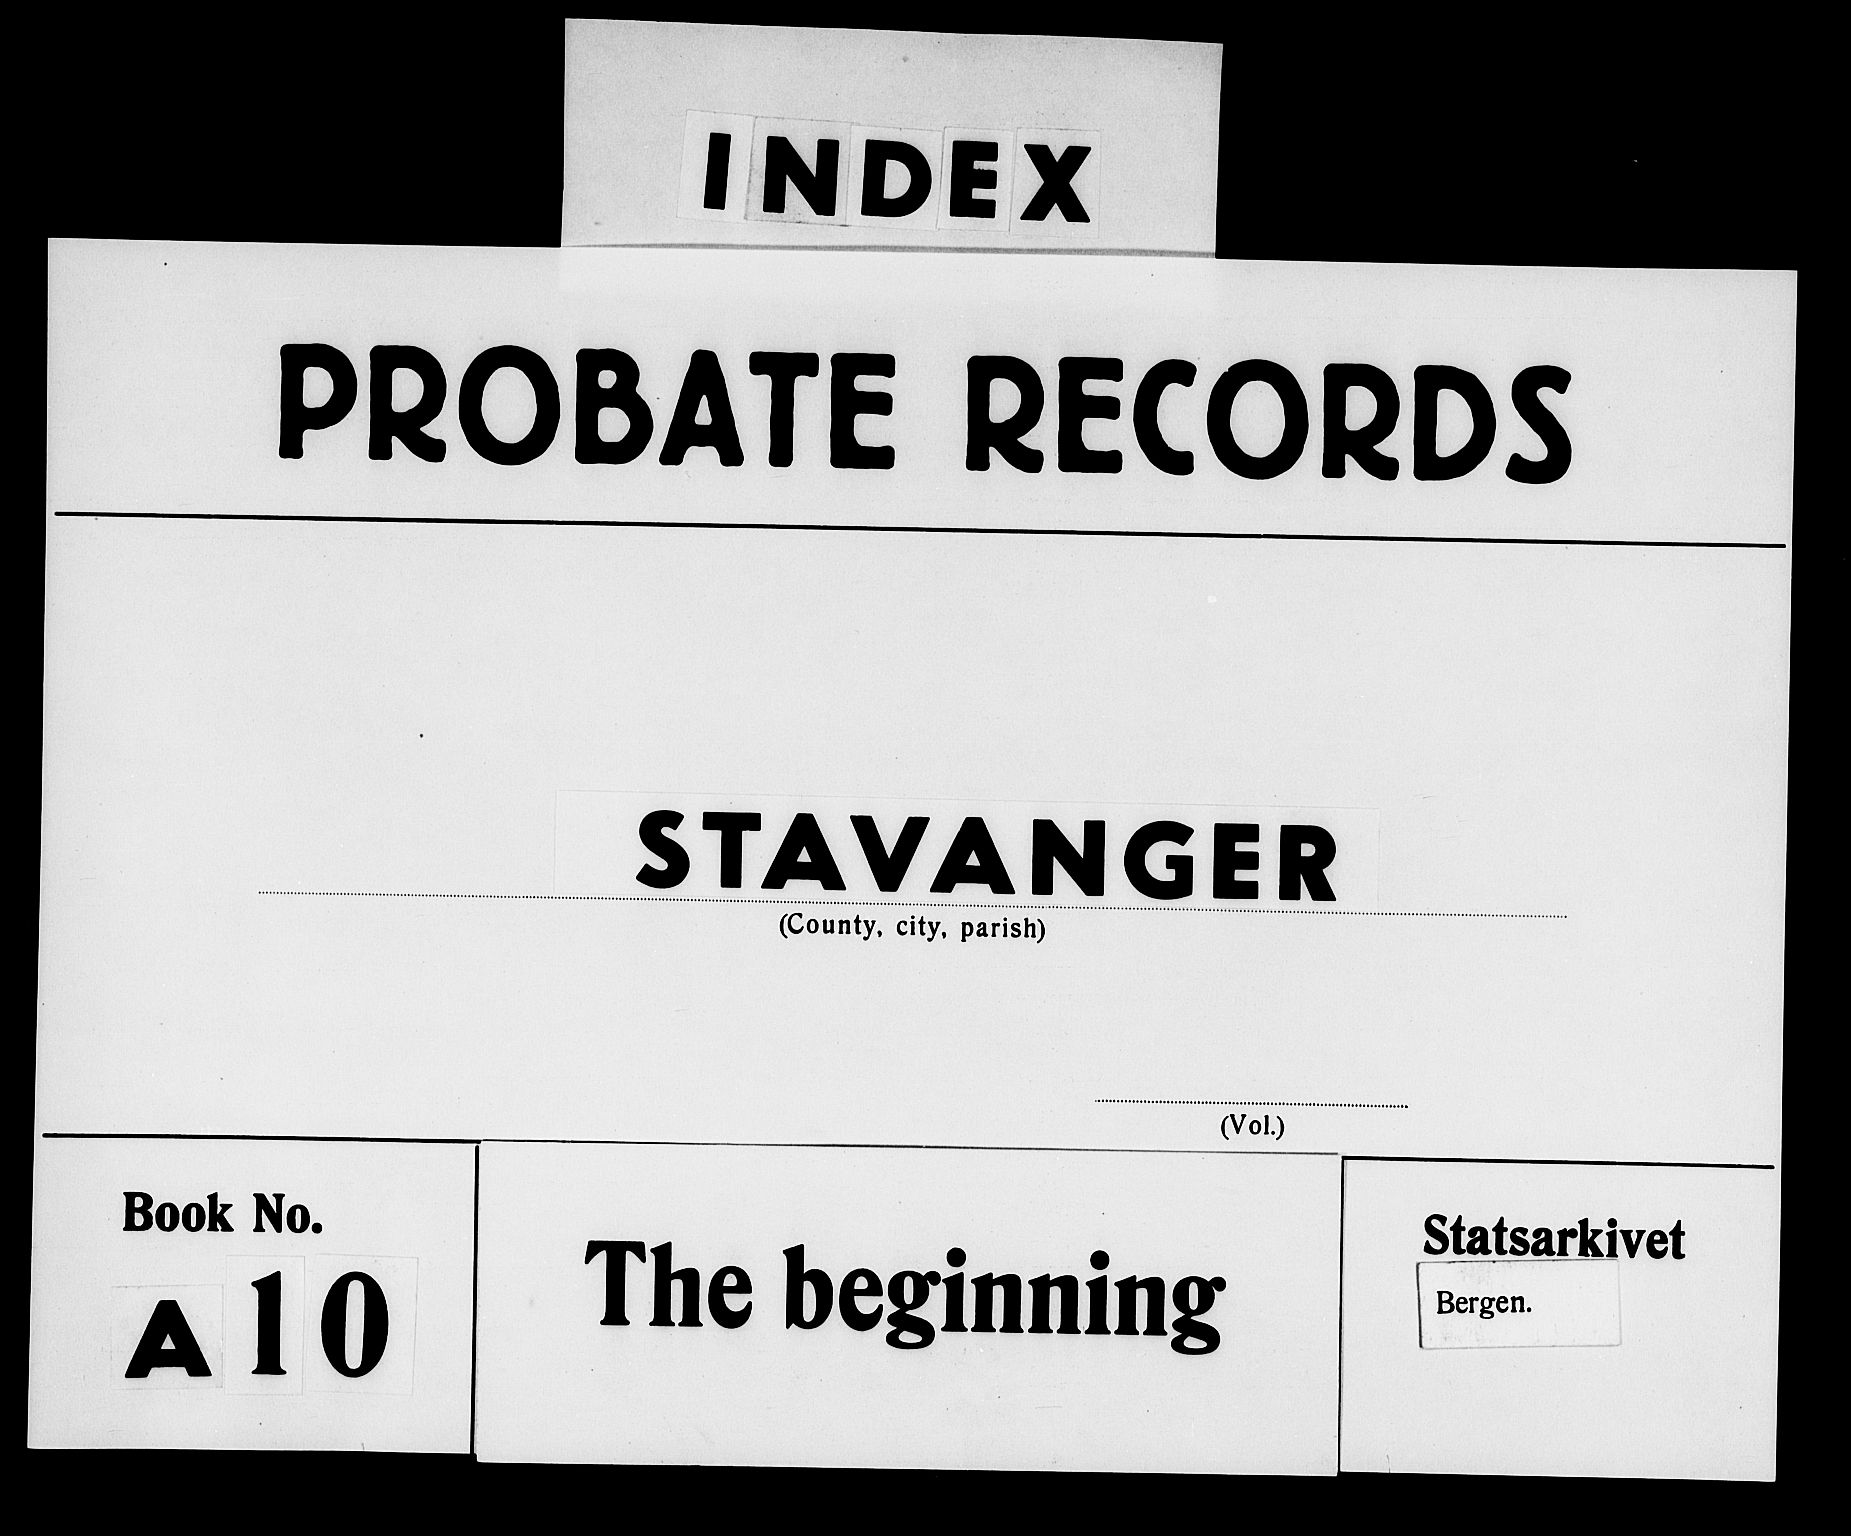 INDEX
PROBATE RECORDS
STAVANGER
(County, city, parish)
(Vol.)
Book No.
A 10
The beginning
Statsarkivet
Bergen.